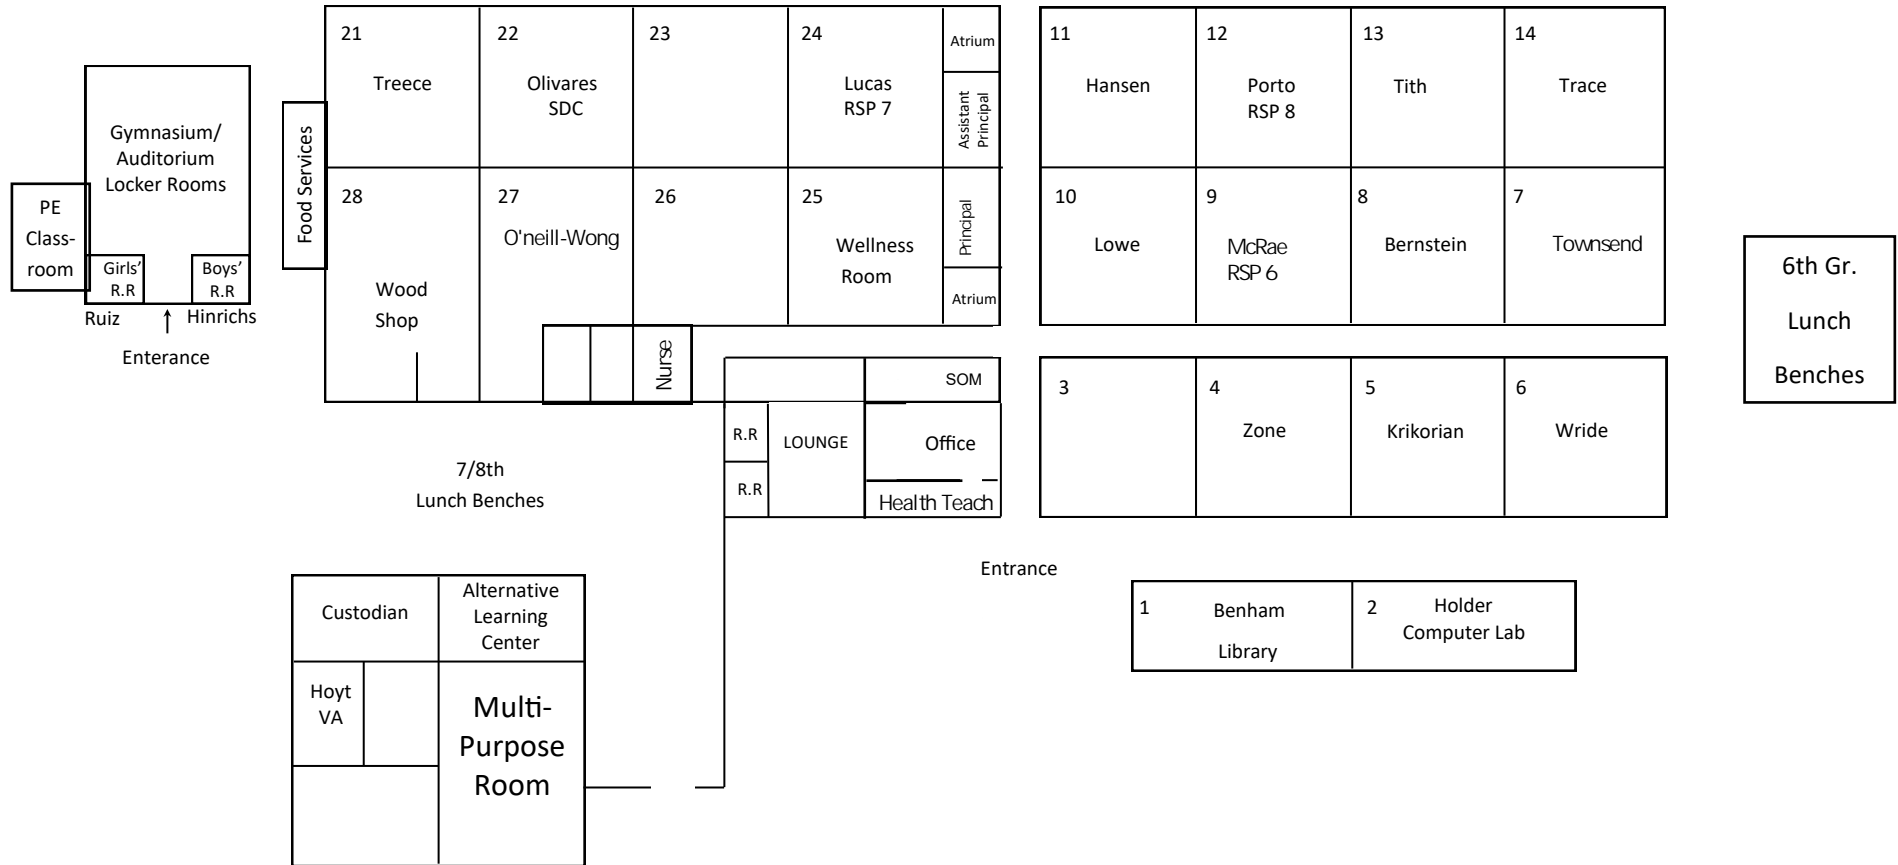 21
Treece
22
Olivares
SDC
23
24
Lucas
RSP 7
Atrium
Assistant
Principal
11
Hansen
12
Porto
RSP 8
13
Tith
14
Trace
Gymnasium/
Auditorium
Locker Rooms
PE
Class-
room
Girls'
R.R
Boys'
R.R
Ruiz
Hinrichs
Enterance
Food Services
28
Wood
Shop
27
O'neill-Wong
26
25
Wellness
Room
Principal
Atrium
10
Lowe
9
McRae
RSP 6
8
Bernstein
7
Townsend
6th Gr.
Lunch
Benches
Nurse
SOM
R.R
R.R
LOUNGE
Office
Health Teach
3
4
Zone
5
Krikorian
6
Wride
7/8th
Lunch Benches
Entrance
Custodian
Alternative
Learning
Center
Hoyt
VA
Multi-
Purpose
Room
1
Benham
Library
2
Holder
Computer Lab